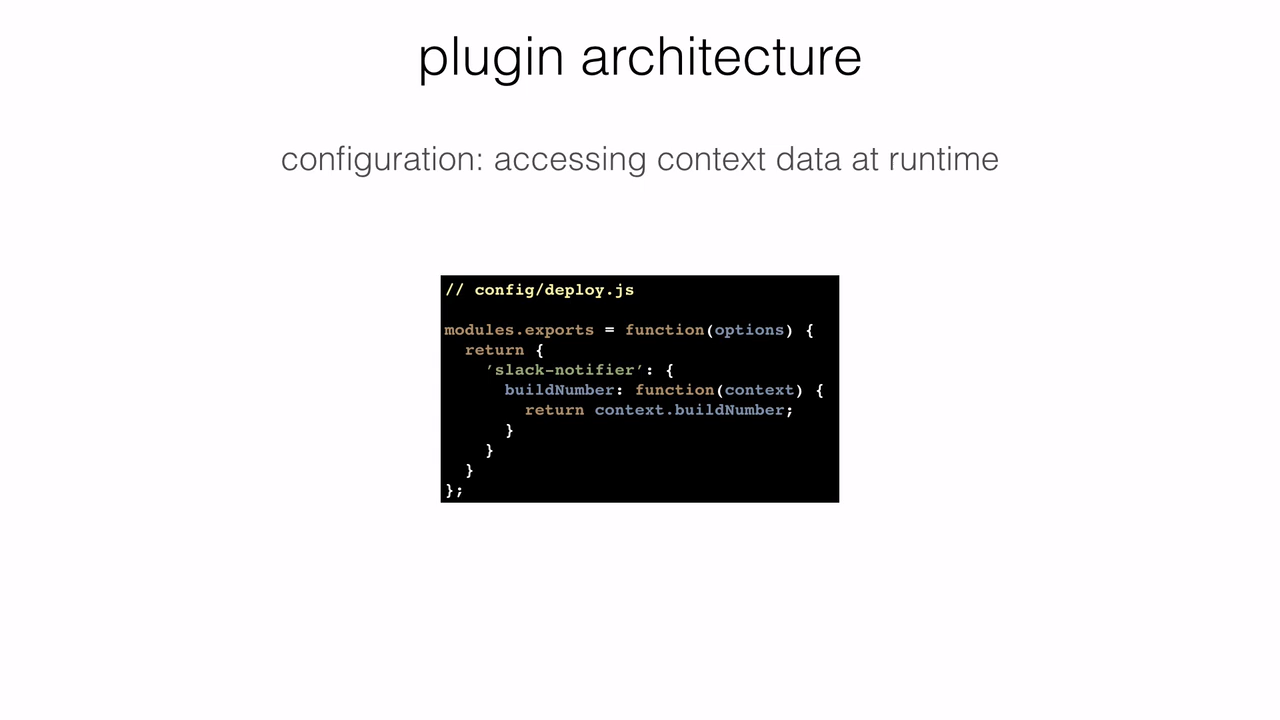 plugin architecture
configuration: accessing context data at runtime
// config/deploy.js
modules.exports = function(options) {
  return {
    ’slack-notifier’: {
      buildNumber: function(context) {
        return context.buildNumber;
      }
    }
  }
};